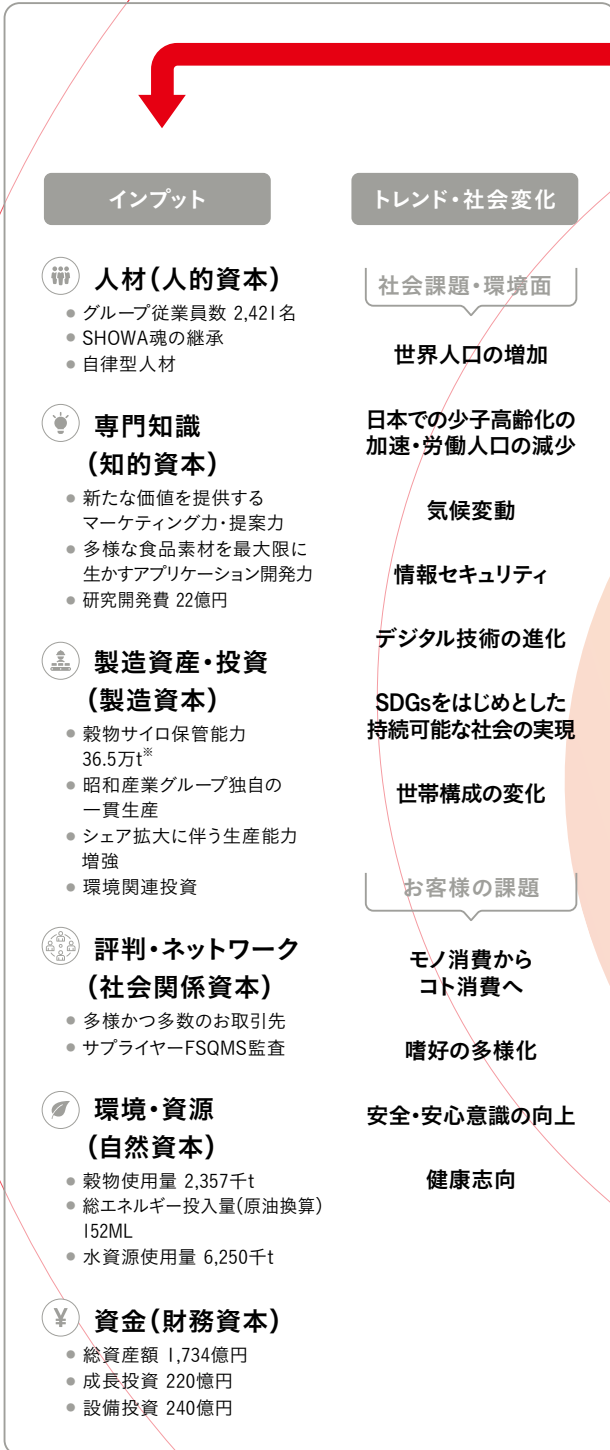 インプット
人材(人的資本)
● グループ従業員数 2,421名
● SHOWA魂の継承
● 自律型人材
専門知識
(知的資本)
● 新たな価値を提供する
マーケティング力・提案力
● 多様な食品素材を最大限に
生かすアプリケーション開発力
● 研究開発費 22億円
製造資産・投資
(製造資本)
● 穀物サイロ保管能力
36.5万t※
● 昭和産業グループ独自の
一貫生産
● シェア拡大に伴う生産能力
増強
● 環境関連投資
評判・ネットワーク
(社会関係資本)
● 多様かつ多数のお取引先
● サプライヤーFSQMS監査
環境・資源
(自然資本)
● 穀物使用量 2,357千t
● 総エネルギー投入量(原油換算)
152ML
● 水資源使用量 6,250千t
¥
資金(財務資本)
● 総資産額 1,734億円
● 成長投資 220憶円
● 設備投資 240億円
トレンド・社会変化
社会課題・環境面
世界人口の増加
日本での少子高齢化の
加速・労働人口の減少
気候変動
情報セキュリティ
デジタル技術の進化
SDGsをはじめとした
持続可能な社会の実現
世帯構成の変化
お客様の課題
モノ消費から
コト消費へ
嗜好の多様化
安全・安心意識の向上
健康志向